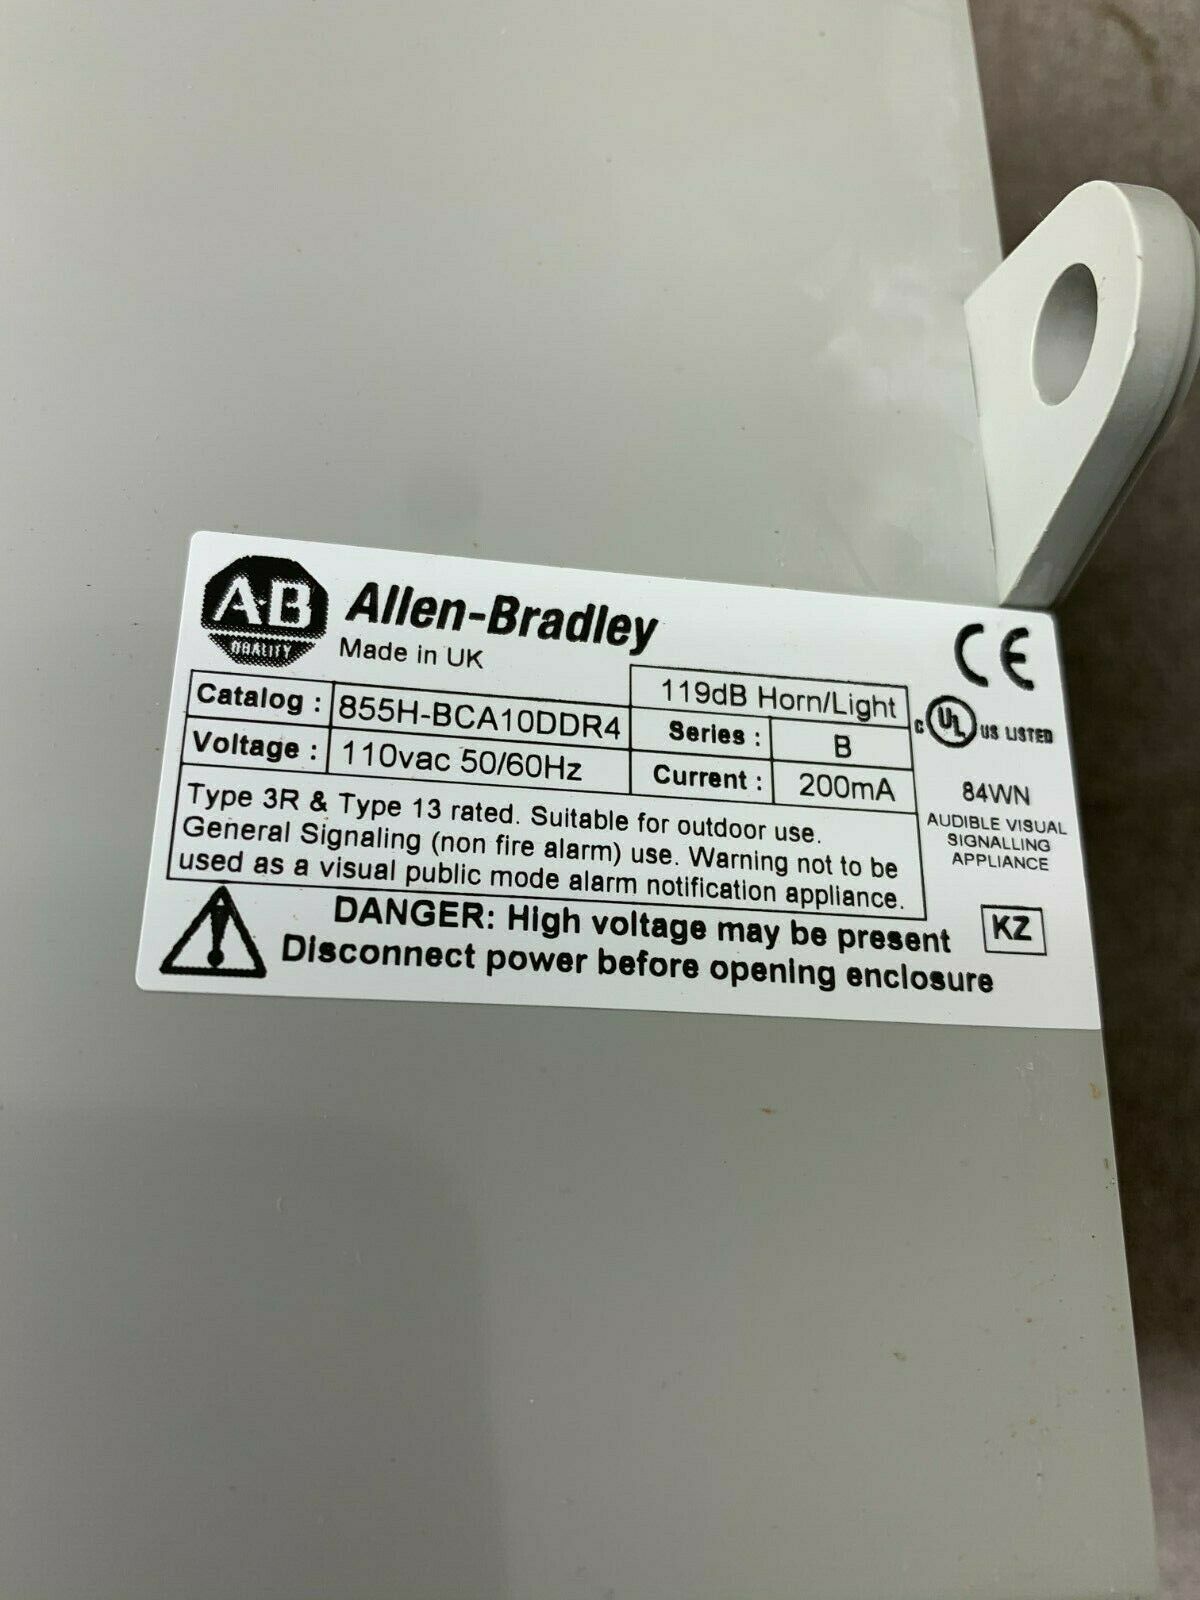 AB
QUALITY
Allen-Bradley
Made in UK
119dB Horn/Light
Catalog : 855H-BCA10DDR4
Series : B
Voltage : 110vac 50/60Hz
Current : 200mA
Type 3R & Type 13 rated. Suitable for outdoor use.
General Signaling (non fire alarm) use. Warning not to be
used as a visual public mode alarm notification appliance.
DANGER: High voltage may be present
Disconnect power before opening enclosure
CE
C UL US LISTED
84WN
AUDIBLE VISUAL
SIGNALLING
APPLIANCE
KZ